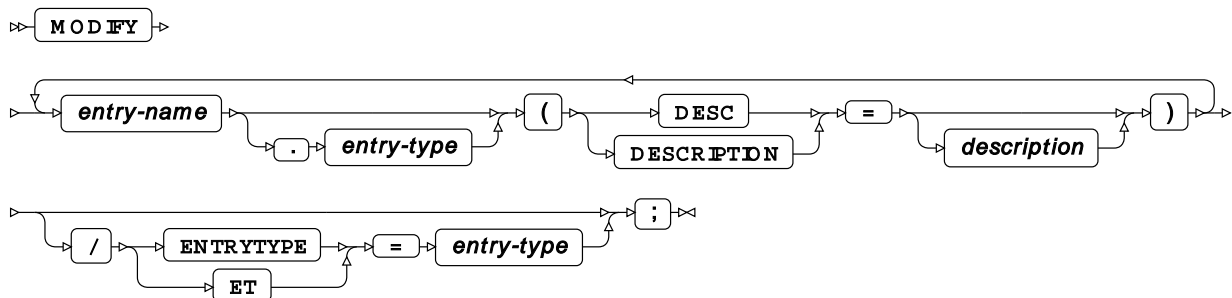 MODIFY
entry-name . entry-type ( DESC DESCRIPTION = description )
/ ENTRYTYPE ET = entry-type ;